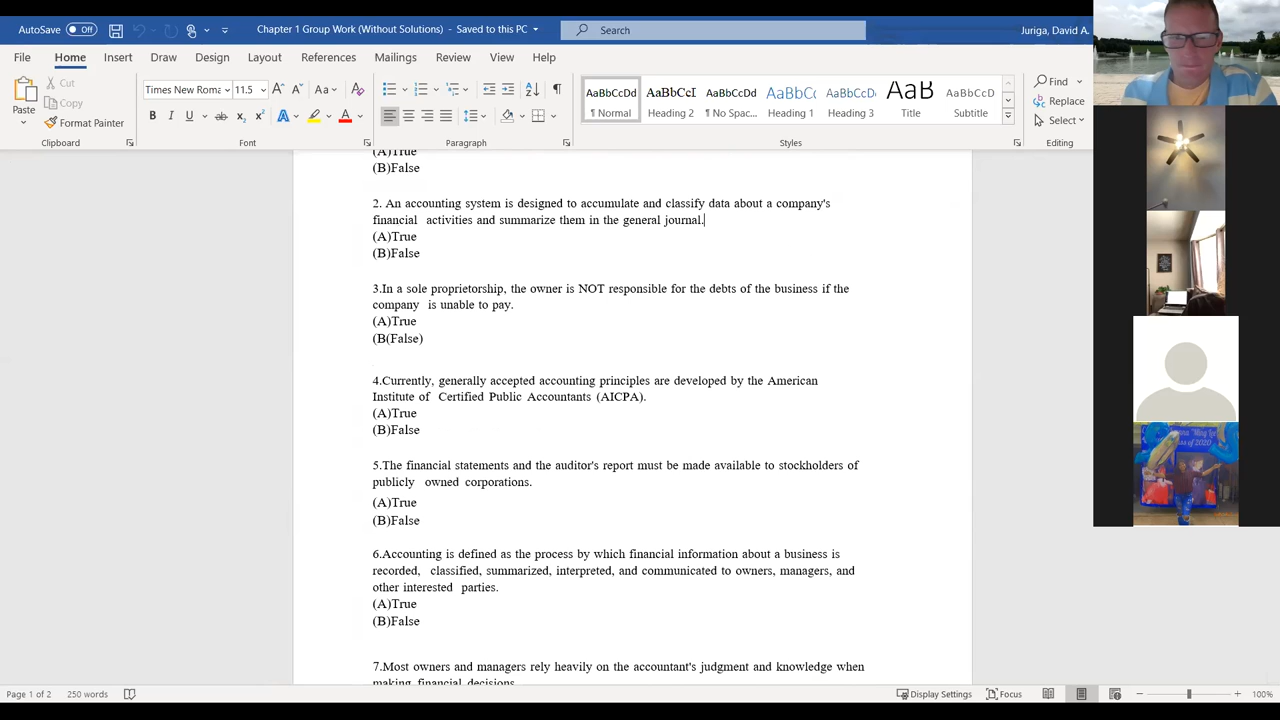 AutoSave Off
Chapter 1 Group Work (Without Solutions) - Saved to this PC
Search
Juriga, David A.
File Home Insert Draw Design Layout References Mailings Review View Help
Paste
Cut
Copy
Format Painter
Clipboard
Times New Roma 11.5
Font
Paragraph
AaBbCcDd AaBbCcI AaBbCcDd AaBbC AaBbCcDd AaB AaBbCcD
¶ Normal Heading 2 ¶ No Spac... Heading 1 Heading 3 Title Subtitle
Styles
Find
Replace
Select
Editing
(A)True
(B)False
2. An accounting system is designed to accumulate and classify data about a company's
financial activities and summarize them in the general journal.
(A)True
(B)False
3.In a sole proprietorship, the owner is NOT responsible for the debts of the business if the
company is unable to pay.
(A)True
(B(False)
4.Currently, generally accepted accounting principles are developed by the American
Institute of Certified Public Accountants (AICPA).
(A)True
(B)False
5.The financial statements and the auditor's report must be made available to stockholders of
publicly owned corporations.
(A)True
(B)False
6.Accounting is defined as the process by which financial information about a business is
recorded, classified, summarized, interpreted, and communicated to owners, managers, and
other interested parties.
(A)True
(B)False
7.Most owners and managers rely heavily on the accountant's judgment and knowledge when
making financial decisions.
Page 1 of 2 250 words
Display Settings Focus 100%